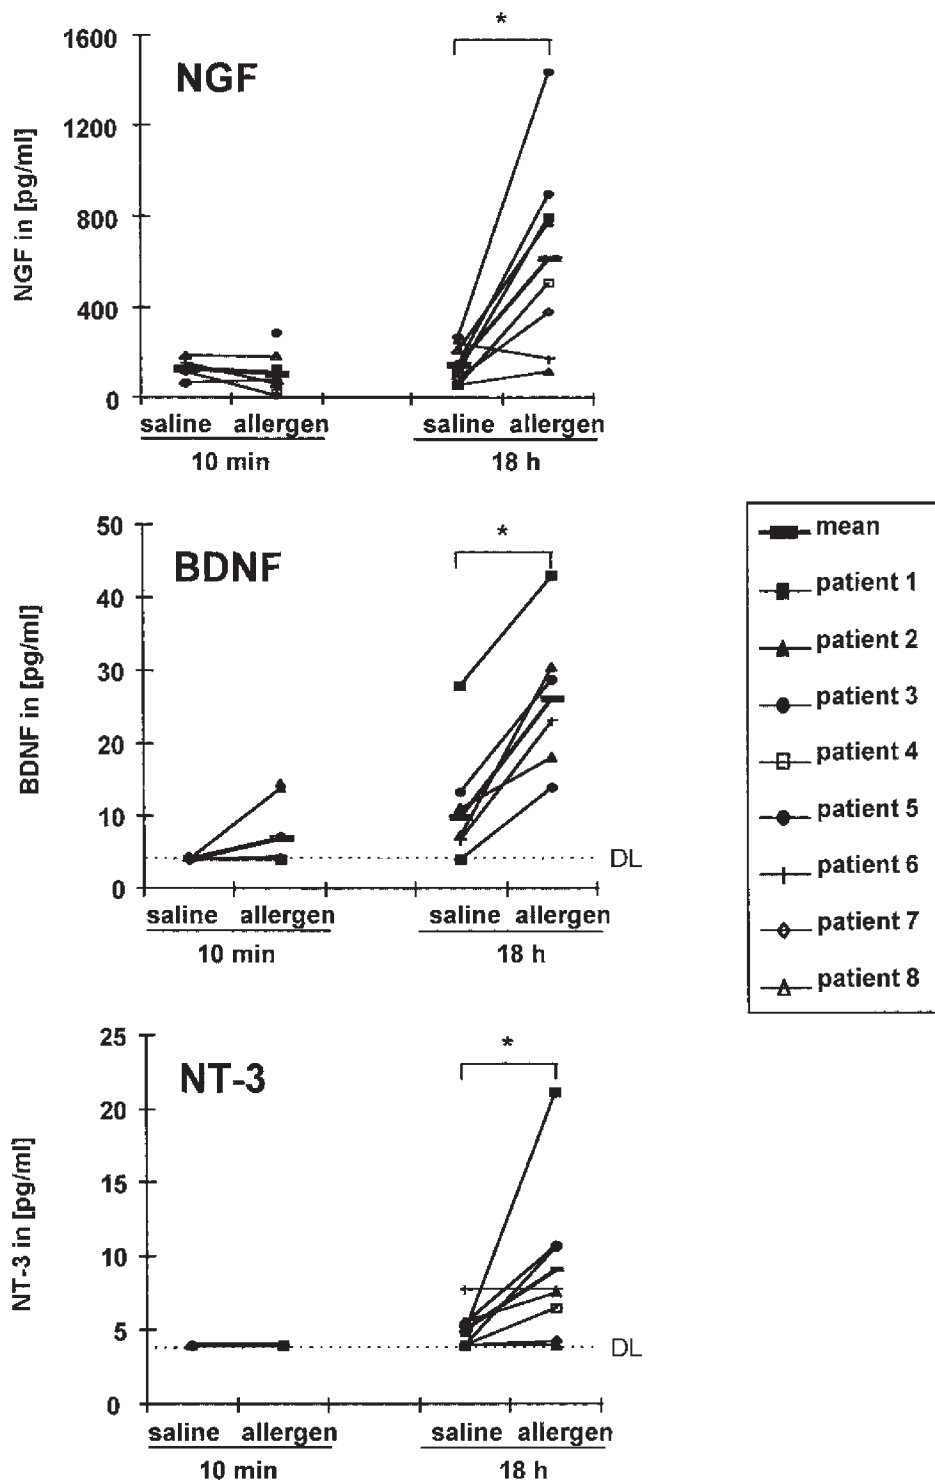 *
1600
NGF
1200
800
400
0
NGF in [pg/ml]
saline allergen saline allergen
10 min 18 h
50
*
BDNF
40
30
20
10
0
BDNF in [pg/ml]
DL
saline allergen saline allergen
10 min 18 h
mean
patient 1
patient 2
patient 3
patient 4
patient 5
patient 6
patient 7
patient 8
25
*
NT-3
20
15
10
5
0
NT-3 in [pg/ml]
DL
saline allergen saline allergen
10 min 18 h